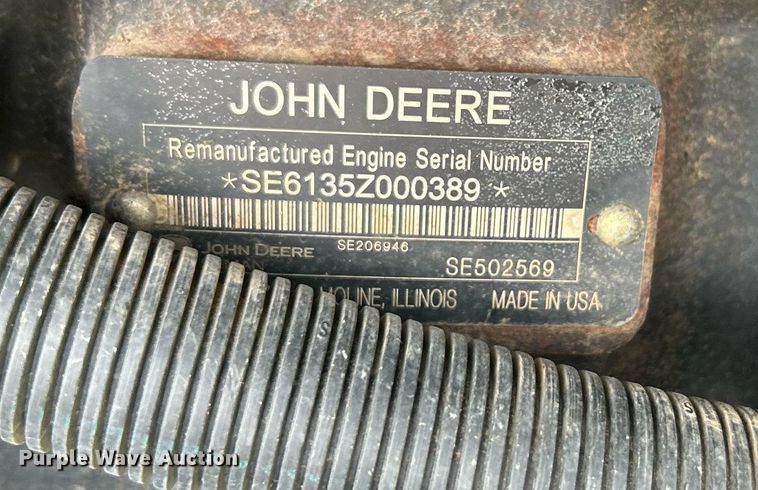 JOHN DEERE
Remanufactured Engine Serial Number
*SE6135Z000389*
JOHN DEERE
SE206946
SE502569
MOLINE, ILLINOIS MADE IN USA
S
S
Purple Wave Auction